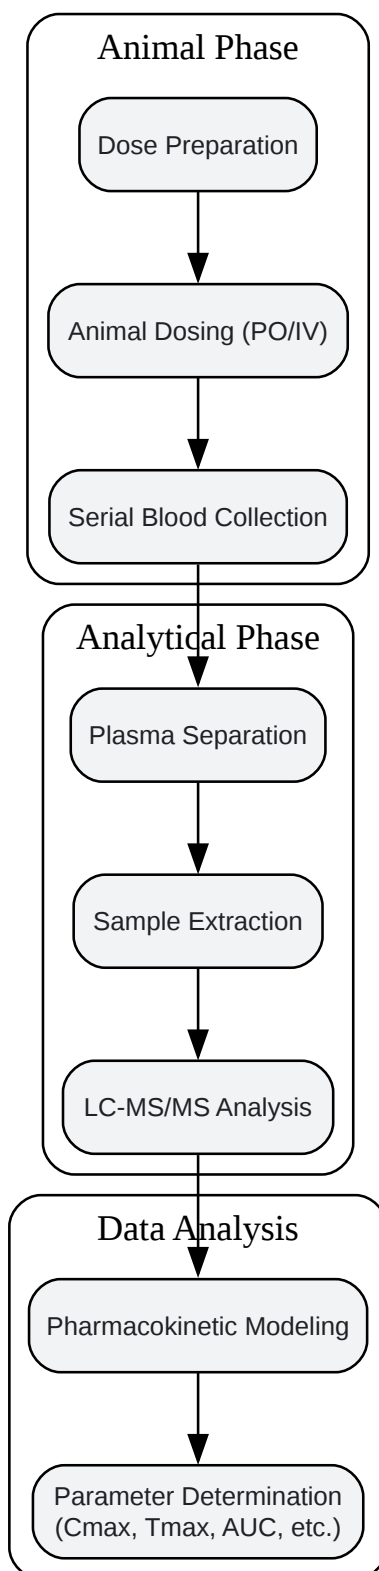 Animal Phase
Dose Preparation
Animal Dosing (PO/IV)
Serial Blood Collection
Analytical Phase
Plasma Separation
Sample Extraction
LC-MS/MS Analysis
Data Analysis
Pharmacokinetic Modeling
Parameter Determination
(Cmax, Tmax, AUC, etc.)